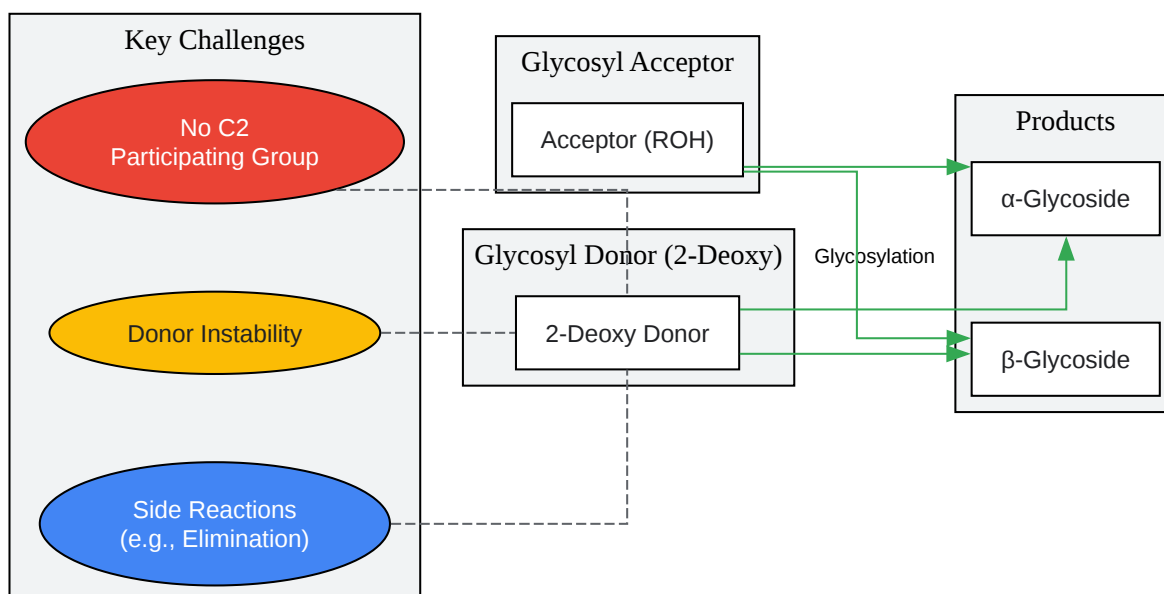 Key Challenges
No C2
Participating Group
Donor Instability
Side Reactions
(e.g., Elimination)
Glycosyl Acceptor
Acceptor (ROH)
Glycosyl Donor (2-Deoxy)
2-Deoxy Donor
Glycosylation
Products
α-Glycoside
β-Glycoside